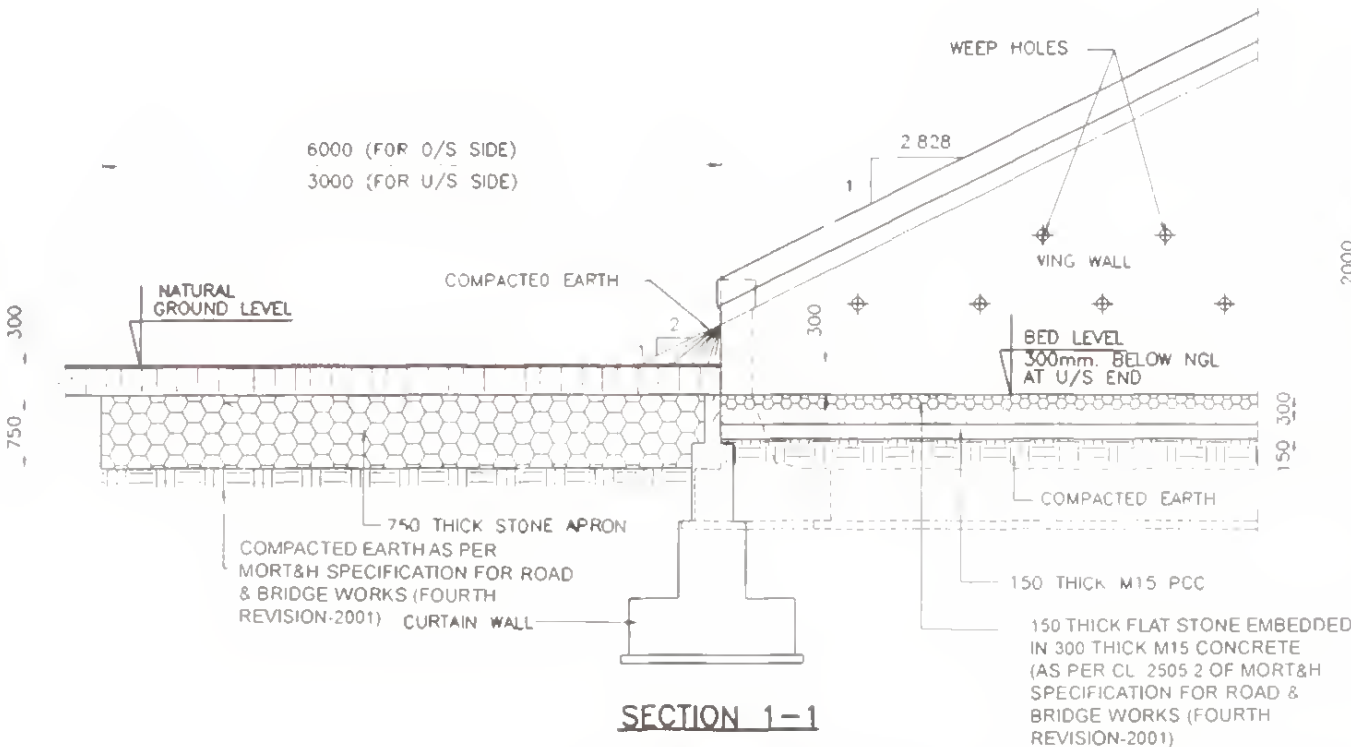 WEEP HOLES
6000 (FOR O/S SIDE)
3000 (FOR U/S SIDE)
2.828
1
COMPACTED EARTH
WING WALL
2000
NATURAL
GROUND LEVEL
300
2
1
300
BED LEVEL
300mm. BELOW NGL
AT U/S END
750
300
150
COMPACTED EARTH
750 THICK STONE APRON
COMPACTED EARTH AS PER
MORT&H SPECIFICATION FOR ROAD
& BRIDGE WORKS (FOURTH
REVISION-2001)
CURTAIN WALL
150 THICK M15 PCC
150 THICK FLAT STONE EMBEDDED
IN 300 THICK M15 CONCRETE
(AS PER CL 2505.2 OF MORT&H
SPECIFICATION FOR ROAD &
BRIDGE WORKS (FOURTH
REVISION-2001)
SECTION 1-1